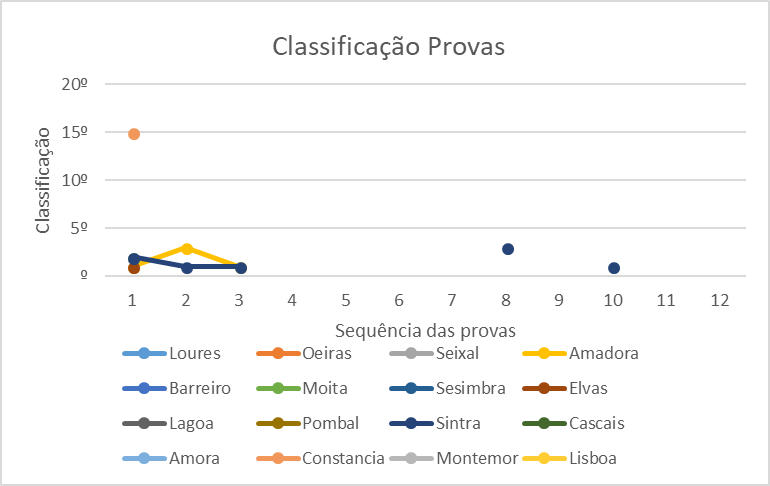 Classificação Provas
20º
15º
10º
5º
º
Classificação
1 2 3 4 5 6 7 8 9 10 11 12
Sequência das provas
Loures Oeiras Seixal Amadora
Barreiro Moita Sesimbra Elvas
Lagoa Pombal Sintra Cascais
Amora Constancia Montemor Lisboa